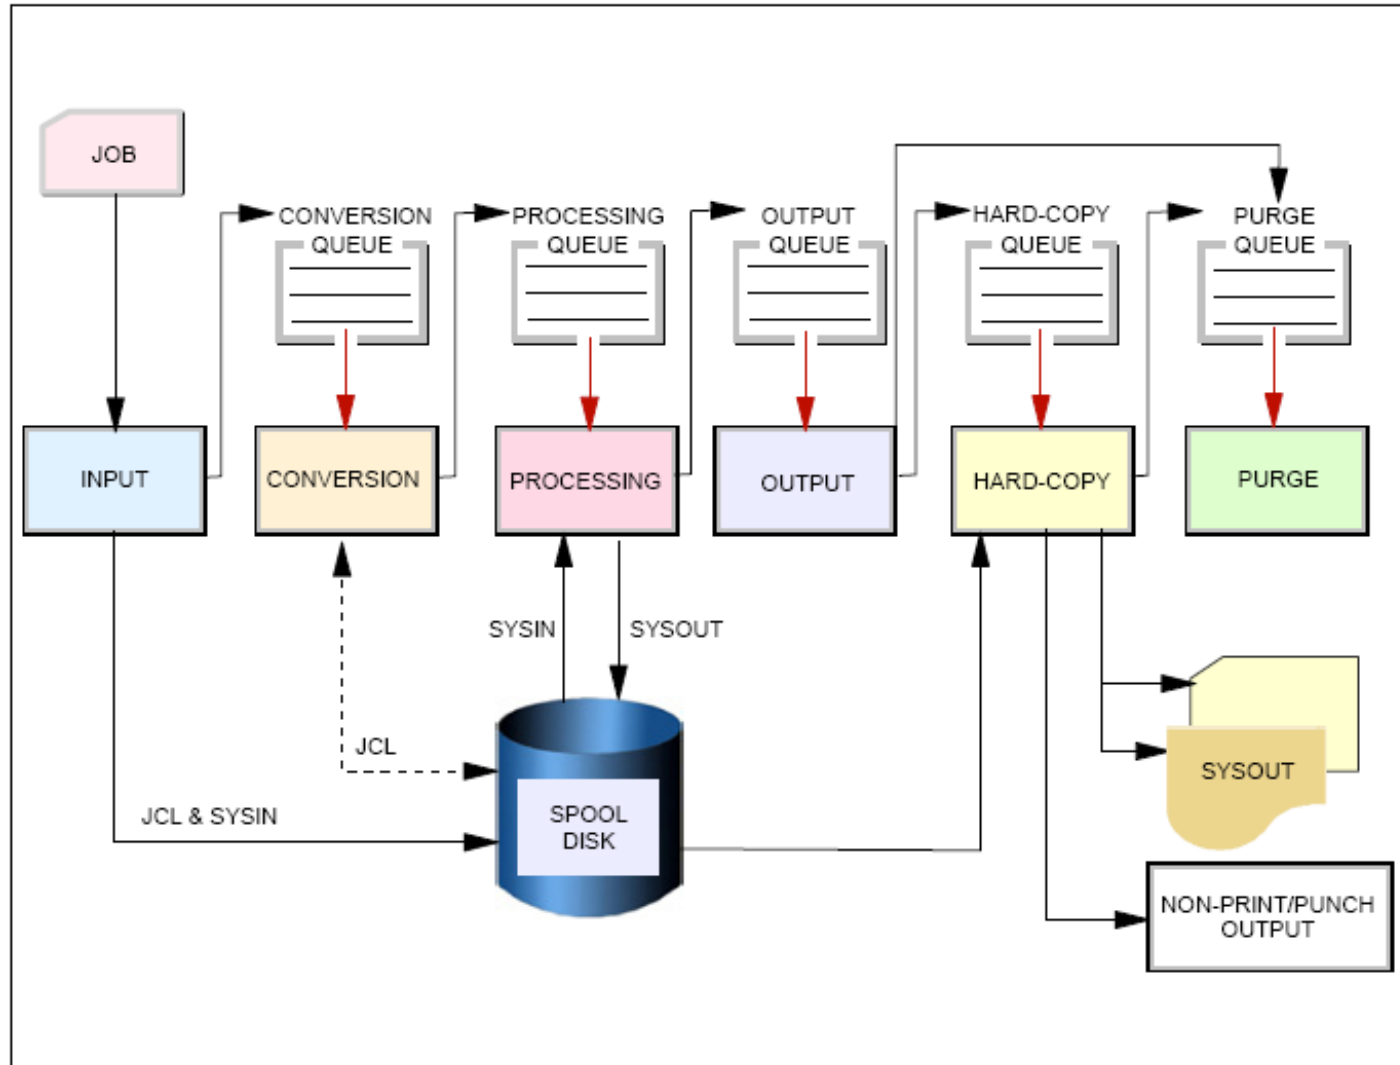 JOB
CONVERSION
QUEUE
PROCESSING
QUEUE
OUTPUT
QUEUE
HARD-COPY
QUEUE
PURGE
QUEUE
INPUT
CONVERSION
PROCESSING
OUTPUT
HARD-COPY
PURGE
SYSIN
SYSOUT
JCL
JCL & SYSIN
SPOOL
DISK
SYSOUT
NON-PRINT/PUNCH
OUTPUT